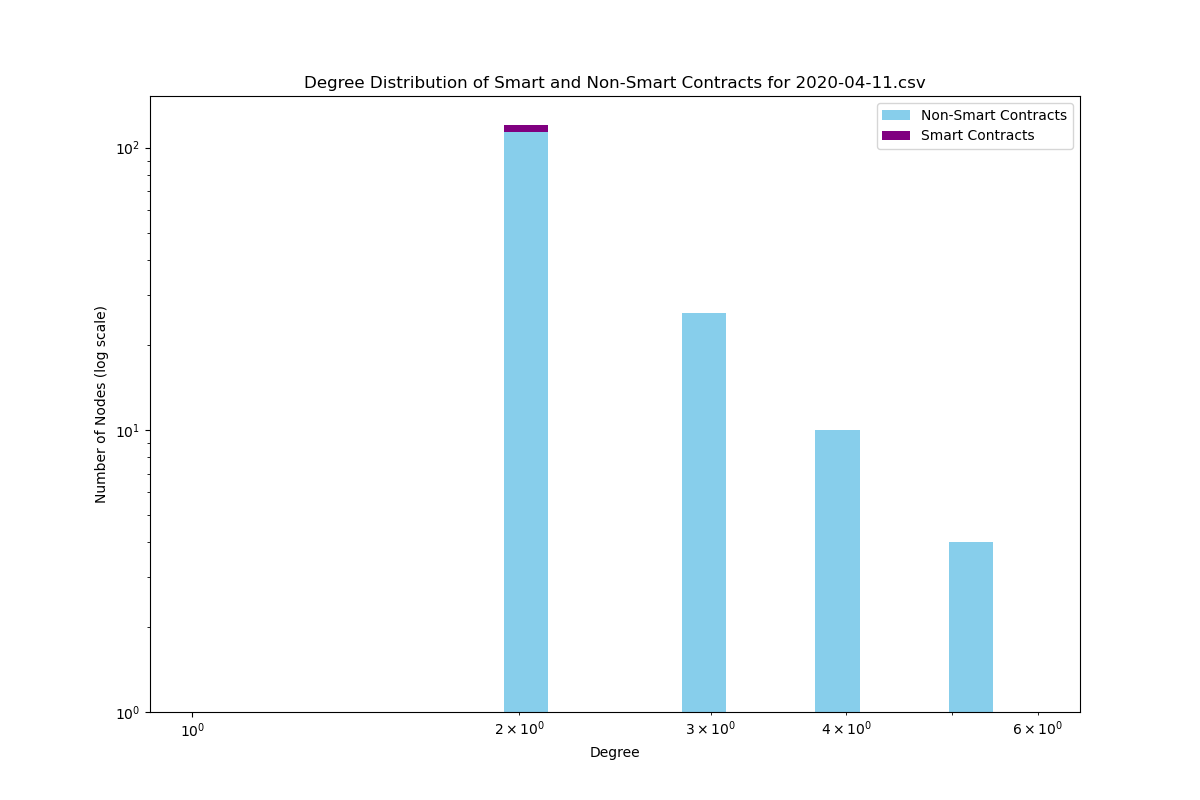 Degree Distribution of Smart and Non-Smart Contracts for 2020-04-11.csv
Non-Smart Contracts
Smart Contracts
Number of Nodes (log scale)
10²
10¹
10⁰
10⁰ 2 × 10⁰ 3 × 10⁰ 4 × 10⁰ 6 × 10⁰
Degree